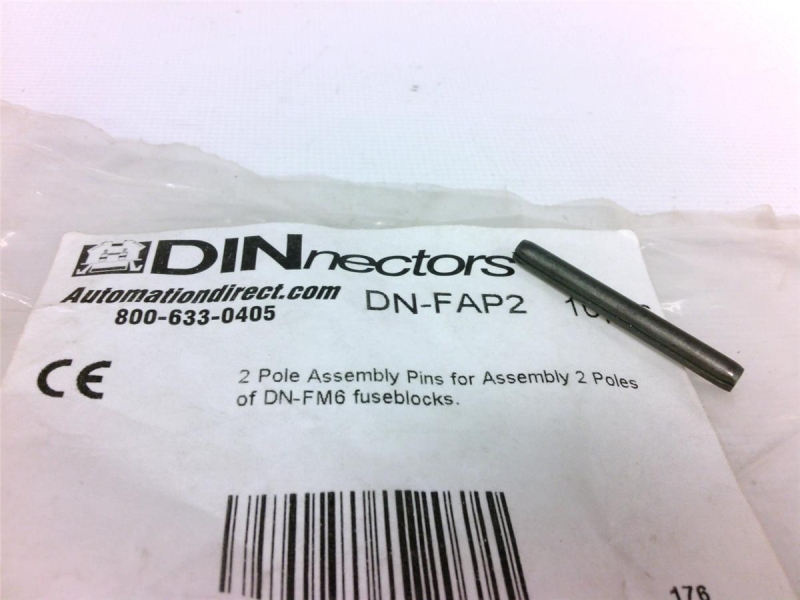 DINnectors
Automationdirect.com DN-FAP2
800-633-0405
CE
2 Pole Assembly Pins for Assembly 2 Poles
of DN-FM6 fuseblocks.
176